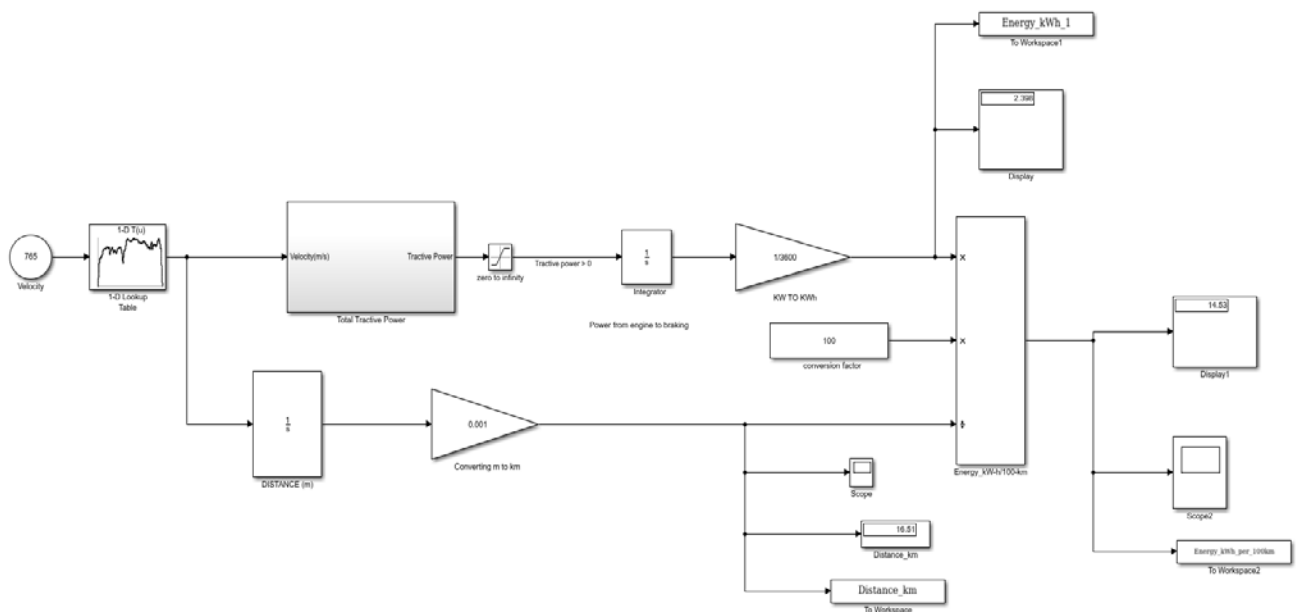 Energy_kWh_1
To Workspace1
2.398
Display
1-D T(u)
765
Velocity
1-D Lookup
Table
Velocity(m/s)
Tractive Power
Total Tractive Power
zero to infinity
Tractive power > 0
1
s
Integrator
1/3600
KW TO KWh
Power from engine to braking
100
conversion factor
×
×
÷
Energy_kW-h/100-km
14.53
Display1
1
s
DISTANCE (m)
0.001
Converting m to km
Scope
16.51
Distance_km
Distance_km
To Workspace
Scope2
Energy_kWh_per_100km
To Workspace2